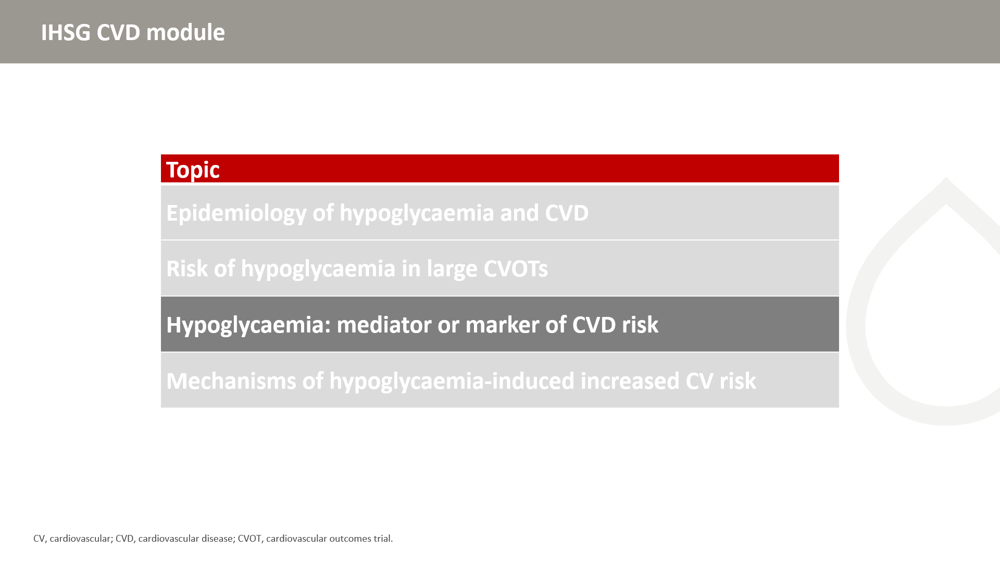 IHSG CVD module
Topic
Epidemiology of hypoglycaemia and CVD
Risk of hypoglycaemia in large CVOTs
Hypoglycaemia: mediator or marker of CVD risk
Mechanisms of hypoglycaemia-induced increased CV risk
CV, cardiovascular; CVD, cardiovascular disease; CVOT, cardiovascular outcomes trial.